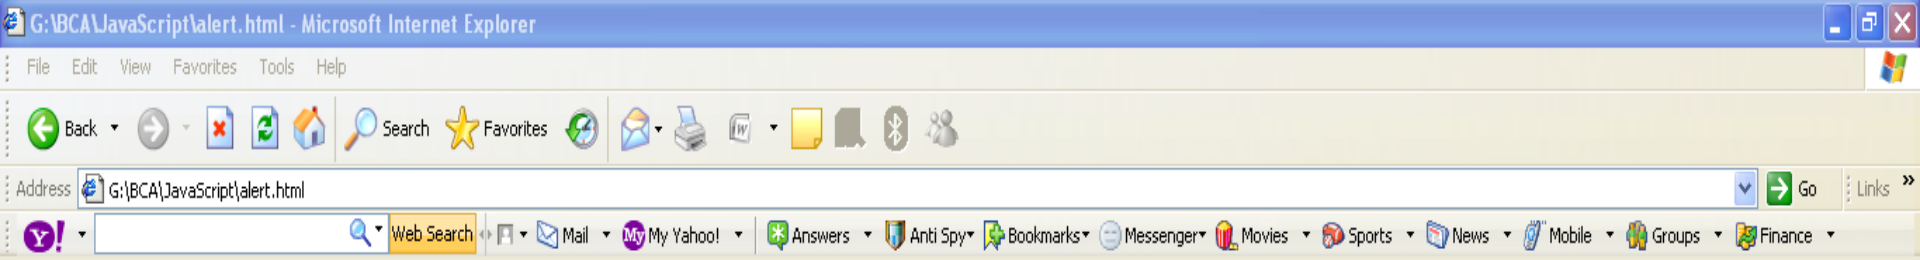 G:\BCA\JavaScript\alert.html - Microsoft Internet Explorer
File Edit View Favorites Tools Help
Back Search Favorites W
Address G:\BCA\JavaScript\alert.html Go Links »
Y! Web Search Mail My My Yahoo! Answers Anti Spy Bookmarks Messenger Movies Sports News Mobile Groups Finance